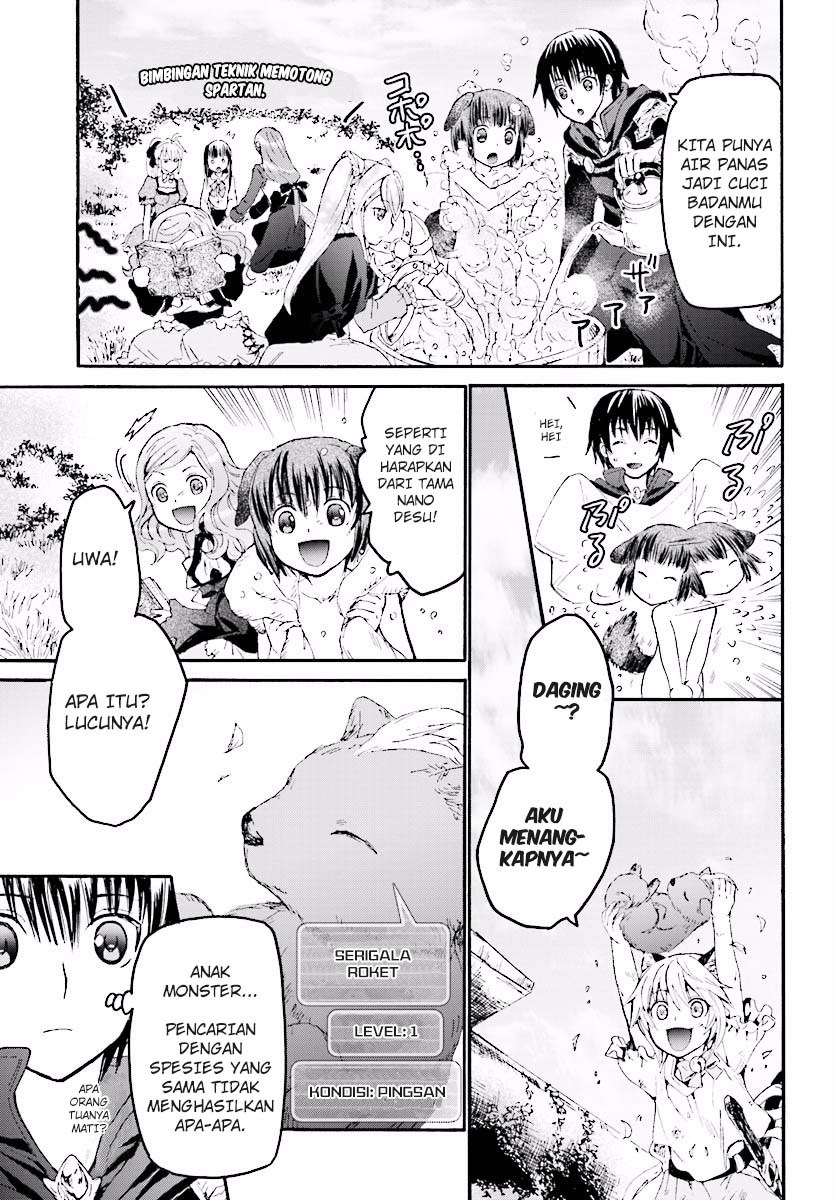 KITA PUNYA
AIR PANAS
JADI CUCI
BADANMU
DENGAN
INI.
コポポ・・・
ザァァ
BIMBINGAN TEKNIK MEMOTONG
SPARTAN.
HEI,
HEI
ぷる
ぷる
SEPERTI
YANG DI
HARAPKAN
DARI TAMA
NANO
DESU!
UWA!
APA ITU?
LUCUNYA!
DAGING
~?
AKU
MENANG-
KAPNYA~
SERIGALA
ROKET
LEVEL: 1
KONDISI: PINGSAN
ANAK
MONSTER...
PENCARIAN
DENGAN
SPESIES YANG
SAMA TIDAK
MENGHASILKAN
APA-APA.
APA
ORANG
TUANYA
MATI?